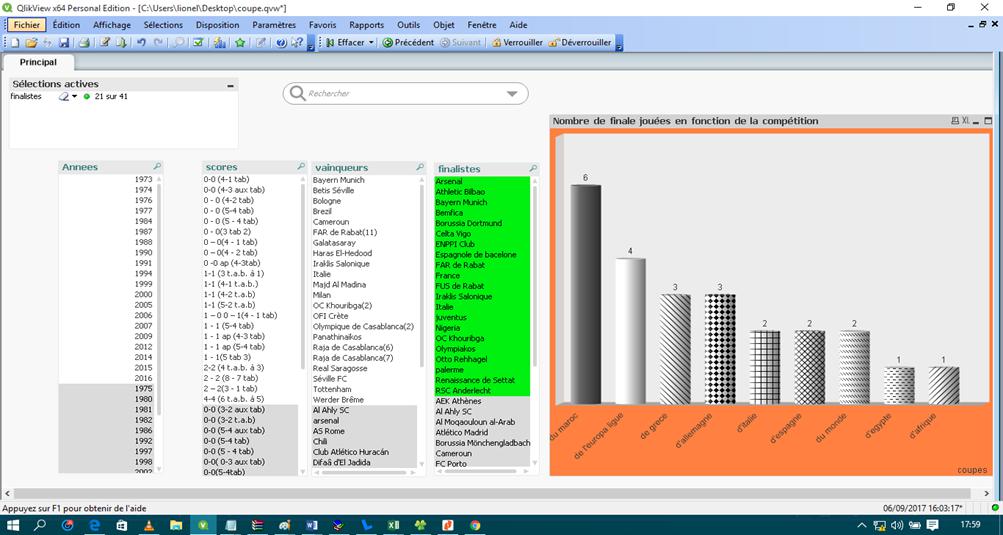 QlikView x64 Personal Edition - [C:\Users\lionel\Desktop\coupe.qvw*]
Fichier Édition Affichage Sélections Disposition Paramètres Favoris Rapports Outils Objet Fenêtre Aide
Effacer Précédent Suivant Verrouiller Déverrouiller
Principal
Sélections actives
finalistes 21 sur 41
Rechercher
Annees
1973
1974
1976
1977
1984
1987
1988
1990
1991
1994
1999
2000
2005
2006
2007
2009
2012
2014
2015
2016
1975
1980
1981
1982
1986
1992
1997
1998
2002
scores
0-0 (4-1 tab)
0-0 (4-3 aux tab)
0 - 0 (4-2 tab)
0 - 0 (5-4 tab)
0 - 0 (5 - 4 tab)
0 - 0(3 tab 2)
0 – 0(4 - 1 tab)
0 – 0(4 - 2 tab)
0 -0 ap (4-3tab)
1-1 (3 t.a.b. à 1)
1-1 (4-1 t.a.b.)
1-1 (4-2 t.a.b)
1-1 (5-2 t.a.b)
1 – 0 0 – 1(4 - 1 tab)
1 - 1 (5-4 tab)
1 - 1 ap (4-3 tab)
1 - 1 ap (5-4 tab)
1 - 1(5 tab 3)
2-2 (4 t.a.b. à 3)
2 - 2 (8 - 7 tab)
2 – 2(3 - 1 tab)
4-4 (6 t.a.b. à 5)
0-0 (3-2 aux tab)
0-0 (3-2 t.a.b)
0-0 (5-4 aux tab)
0-0 (5-4 tab)
0-0 (5 - 4 tab)
0-0( 0-3 aux tab)
0-0(5-4tab)
vainqueurs
Bayern Munich
Betis Séville
Bologne
Brezil
Cameroun
FAR de Rabat(11)
Galatasaray
Haras El-Hedood
Iraklis Salonique
Italie
Majd Al Madina
Milan
OC Khouribga(2)
OFI Crète
Olympique de Casablanca(2)
Panathinaïkos
Raja de Casablanca(6)
Raja de Casablanca(7)
Real Saragosse
Séville FC
Tottenham
Werder Brême
Al Ahly SC
arsenal
AS Rome
Chili
Club Atlético Huracán
Difaâ d'El Jadida
finalistes
Arsenal
Athletic Bilbao
Bayern Munich
Bemfica
Borussia Dortmund
Celta Vigo
ENPPI Club
Espagnole de bacelone
FAR de Rabat
France
FUS de Rabat
Iraklis Salonique
Italie
juventus
Nigeria
OC Khouribga
Olympiakos
Otto Rehhagel
palerme
Renaissance de Settat
RSC Anderlecht
AEK Athènes
Al Ahly SC
Al Moqaouloun al-Arab
Atlético Madrid
Borussia Mönchengladbach
Cameroun
FC Porto
Nombre de finale jouées en fonction de la compétition
XL
6
4
3
3
2
2
2
1
1
du maroc
de l'europa ligue
de grece
d'allemagne
d'italie
d'espagne
du monde
d'egypte
d'afrique
coupes
Appuyez sur F1 pour obtenir de l'aide
06/09/2017 16:03:17*
17:59